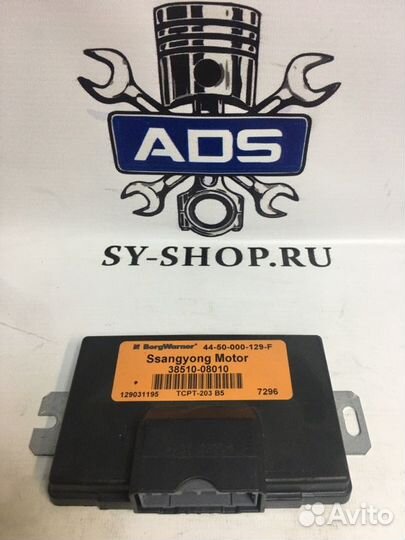 ADS
SY-SHOP.RU
BorgWarner 44-50-000-129-F
Ssangyong Motor
38510-08010
129031195 TCPT-203 B5 7296
Avito